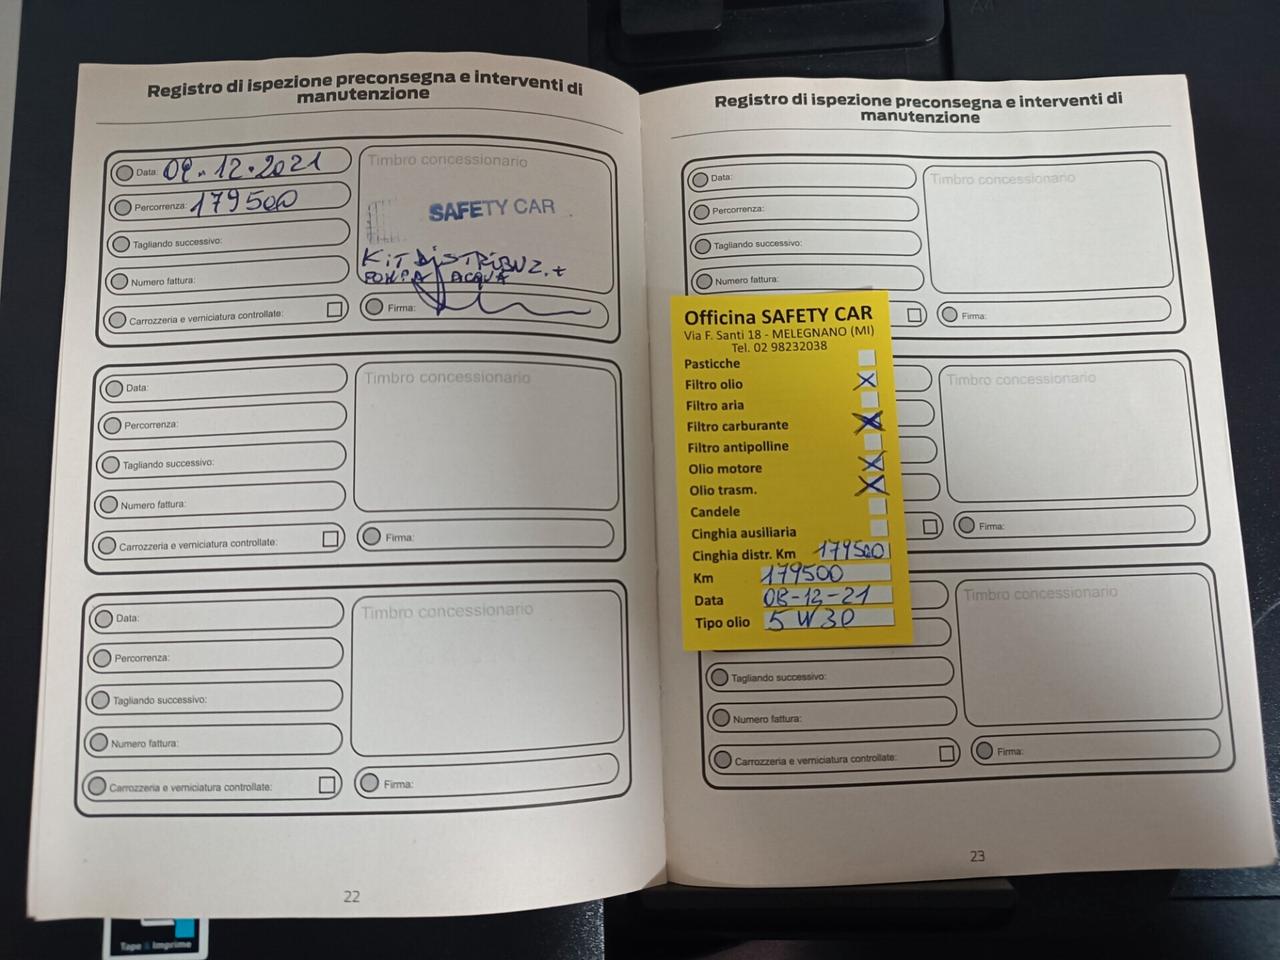 Registro di ispezione preconsegna e interventi di
manutenzione
Data: 09.12.2021
Percorrenza: 179500
Tagliando successivo:
Numero fattura:
Carrozzeria e verniciatura controllate:
Timbro concessionario
SAFETY CAR
KIT DISTRIBUZ. +
POMPA ACQUA
Firma:
Data:
Percorrenza:
Tagliando successivo:
Numero fattura:
Carrozzeria e verniciatura controllate:
Timbro concessionario
Firma:
Data:
Percorrenza:
Tagliando successivo:
Numero fattura:
Carrozzeria e verniciatura controllate:
Timbro concessionario
Firma:
22
Registro di ispezione preconsegna e interventi di
manutenzione
Data:
Percorrenza:
Tagliando successivo:
Numero fattura:
Timbro concessionario
Firma:
Officina SAFETY CAR
Via F. Santi 18 - MELEGNANO (MI)
Tel. 02 98232038
Pasticche
Filtro olio X
Filtro aria
Filtro carburante X
Filtro antipolline
Olio motore X
Olio trasm. X
Candele
Cinghia ausiliaria
Cinghia distr. Km 179500
Km 179500
Data 08-12-21
Tipo olio 5W30
Timbro concessionario
Firma:
Timbro concessionario
Tagliando successivo:
Numero fattura:
Carrozzeria e verniciatura controllate:
Firma:
23
Tape & Imprime